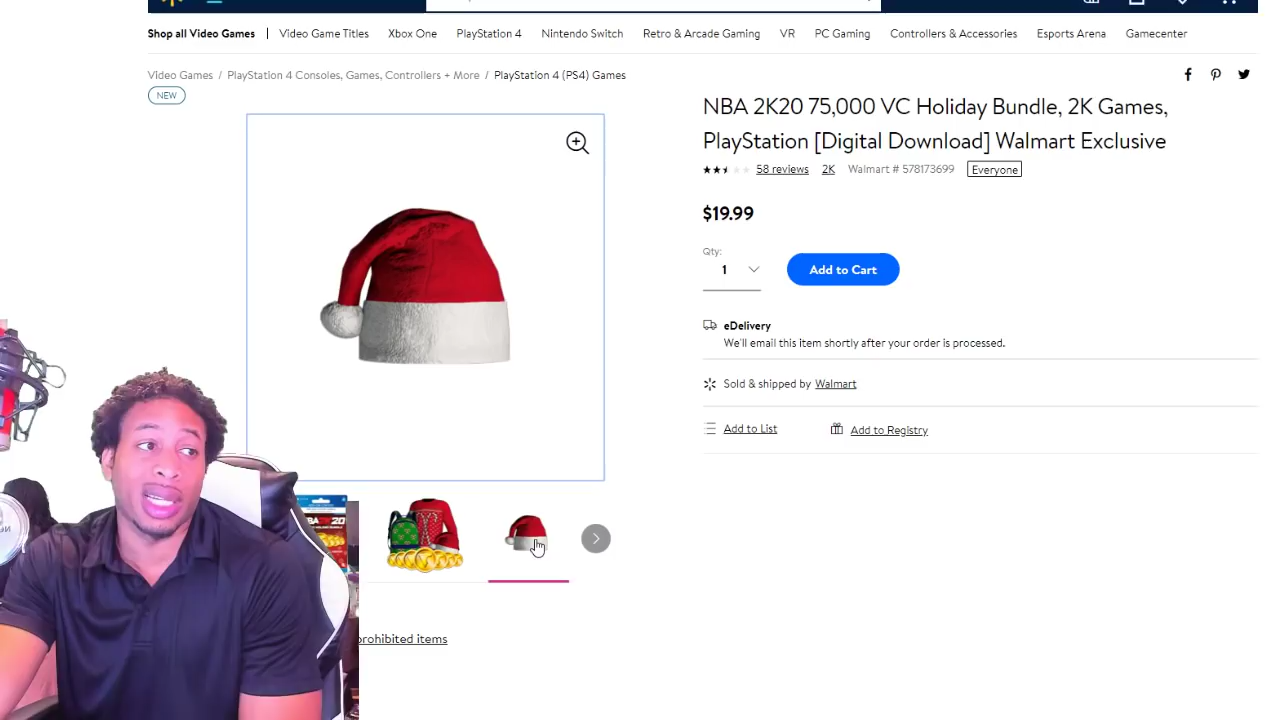 Shop all Video Games | Video Game Titles Xbox One PlayStation 4 Nintendo Switch Retro & Arcade Gaming VR PC Gaming Controllers & Accessories Esports Arena Gamecenter
Video Games / PlayStation 4 Consoles, Games, Controllers + More / PlayStation 4 (PS4) Games
NEW
NBA 2K20 75,000 VC Holiday Bundle, 2K Games,
PlayStation [Digital Download] Walmart Exclusive
58 reviews 2K Walmart # 578173699 Everyone
$19.99
Qty:
1
Add to Cart
eDelivery
We'll email this item shortly after your order is processed.
Sold & shipped by Walmart
Add to List Add to Registry
prohibited items